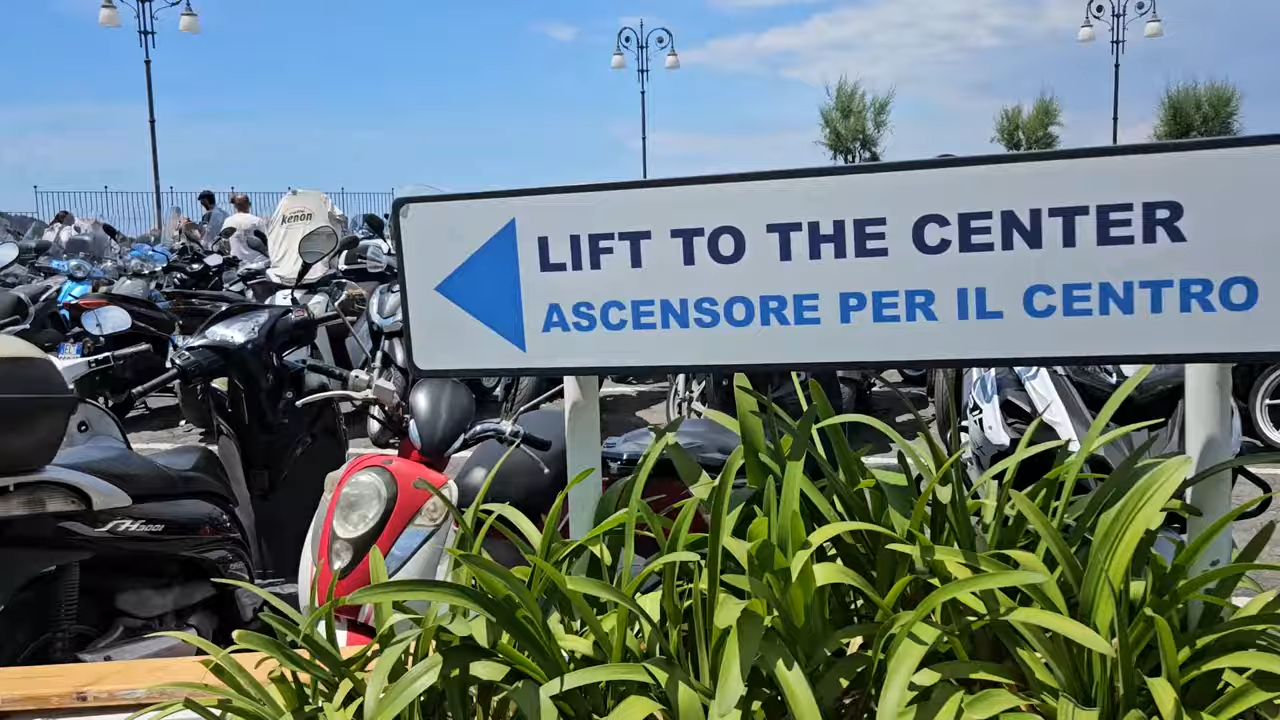 LIFT TO THE CENTER
ASCENSORE PER IL CENTRO
kenon
SH300i